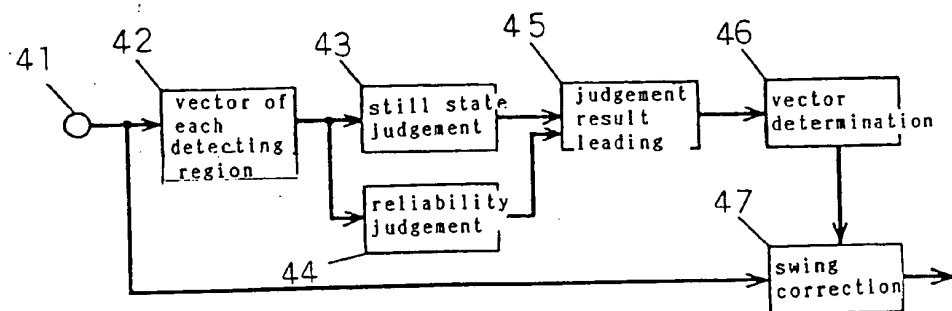 41
42
vector of
each
detecting
region
43
still state
judgement
44
reliability
judgement
45
judgement
result
leading
46
vector
determination
47
swing
correction